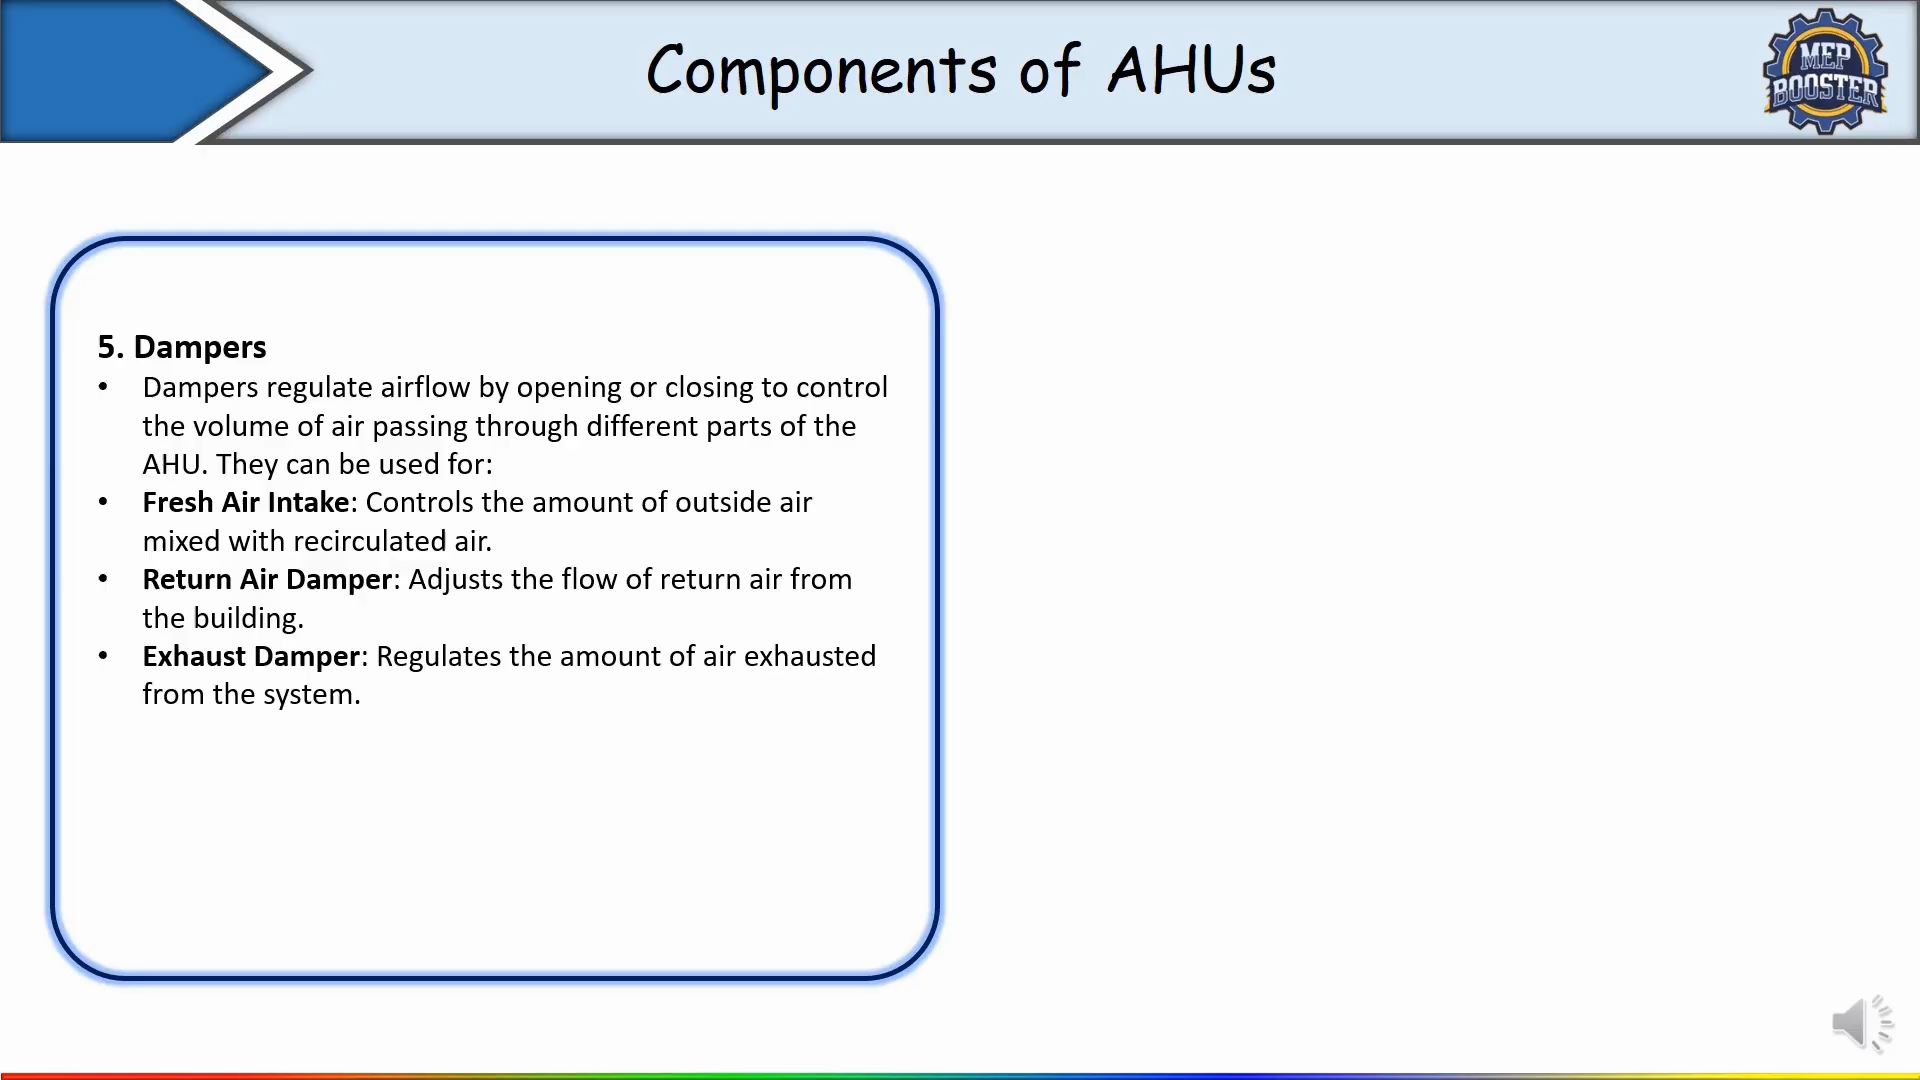 Components of AHUs
MEP
BOOSTER
5. Dampers
• Dampers regulate airflow by opening or closing to control
the volume of air passing through different parts of the
AHU. They can be used for:
• Fresh Air Intake: Controls the amount of outside air
mixed with recirculated air.
• Return Air Damper: Adjusts the flow of return air from
the building.
• Exhaust Damper: Regulates the amount of air exhausted
from the system.